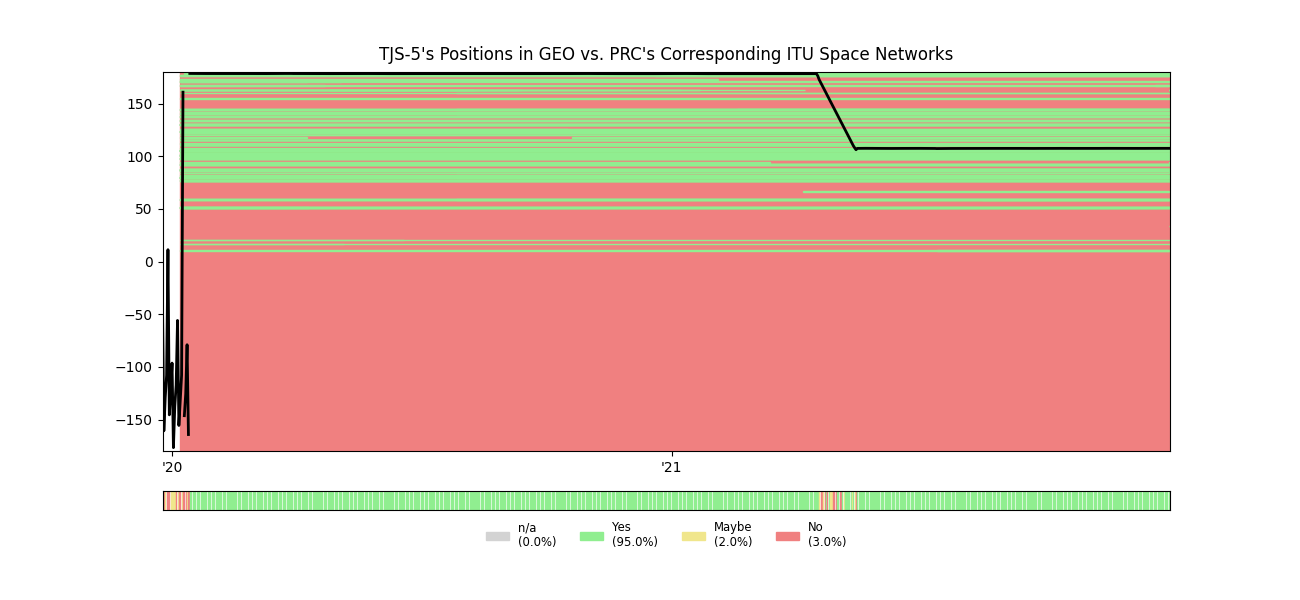 TJS-5's Positions in GEO vs. PRC's Corresponding ITU Space Networks
150
100
50
0
−50
−100
−150
'20 '21
n/a Yes Maybe No
(0.0%) (95.0%) (2.0%) (3.0%)